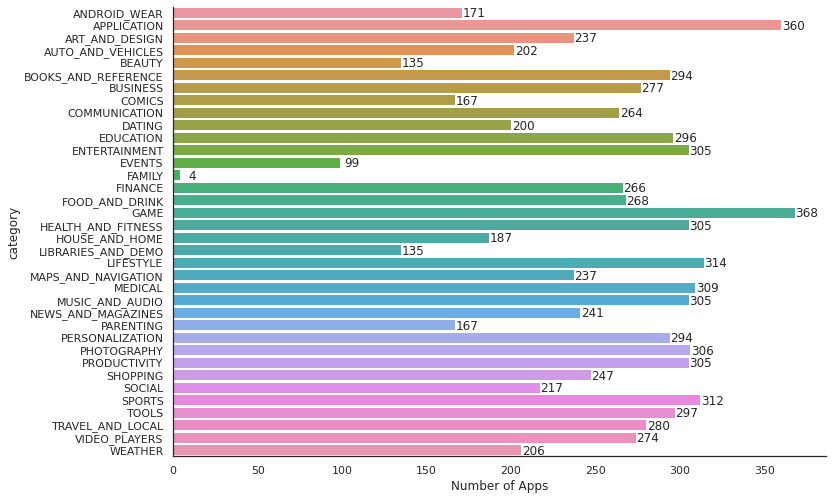 category
ANDROID_WEAR 171
APPLICATION 360
ART_AND_DESIGN 237
AUTO_AND_VEHICLES 202
BEAUTY 135
BOOKS_AND_REFERENCE 294
BUSINESS 277
COMICS 167
COMMUNICATION 264
DATING 200
EDUCATION 296
ENTERTAINMENT 305
EVENTS 99
FAMILY 4
FINANCE 266
FOOD_AND_DRINK 268
GAME 368
HEALTH_AND_FITNESS 305
HOUSE_AND_HOME 187
LIBRARIES_AND_DEMO 135
LIFESTYLE 314
MAPS_AND_NAVIGATION 237
MEDICAL 309
MUSIC_AND_AUDIO 305
NEWS_AND_MAGAZINES 241
PARENTING 167
PERSONALIZATION 294
PHOTOGRAPHY 306
PRODUCTIVITY 305
SHOPPING 247
SOCIAL 217
SPORTS 312
TOOLS 297
TRAVEL_AND_LOCAL 280
VIDEO_PLAYERS 274
WEATHER 206
0 50 100 150 200 250 300 350
Number of Apps